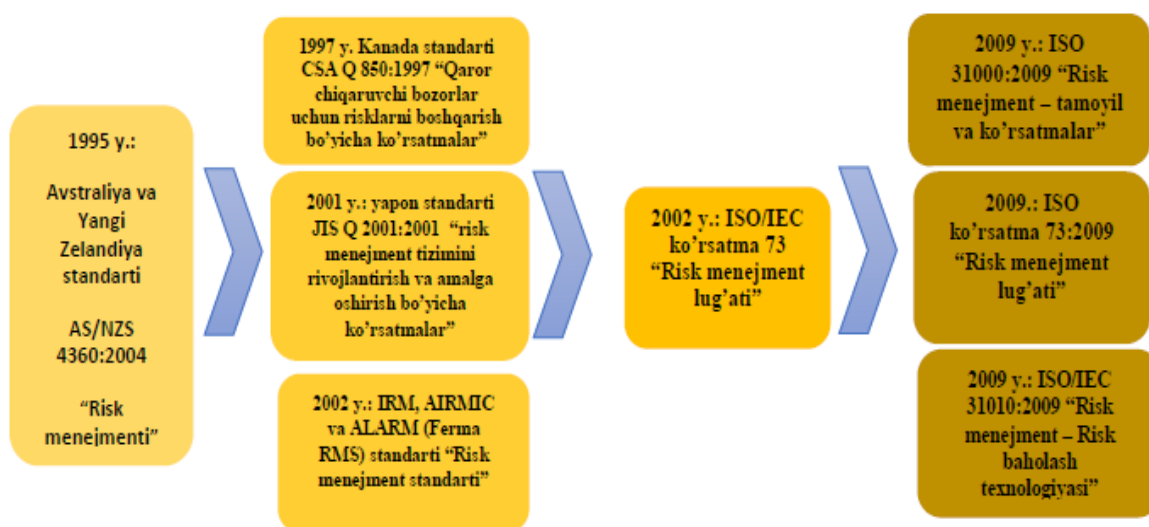 1995 y.:
Avstraliya va
Yangi
Zelandiya
standarti
AS/NZS
4360:2004
“Risk
menejmenti”
1997 y. Kanada standarti
CSA Q 850:1997 “Qaror
chiqaruvchi bozorlar
uchun risklarni boshqarish
bo’yicha ko’rsatmalar”
2001 y.: yapon standarti
JIS Q 2001:2001 “risk
menejment tizimini
rivojlantirish va amalga
oshirish bo’yicha
ko’rsatmalar”
2002 y.: IRM, AIRMIC
va ALARM (Ferma
RMS) standarti “Risk
menejment standarti”
2002 y.: ISO/IEC
ko’rsatma 73
“Risk menejment
lug’ati”
2009 y.: ISO
31000:2009 “Risk
menejment – tamoyil
va ko’rsatmalar”
2009.: ISO
ko’rsatma 73:2009
“Risk menejment
lug’ati”
2009 y.: ISO/IEC
31010:2009 “Risk
menejment – Risk
baholash
texnologiyasi”